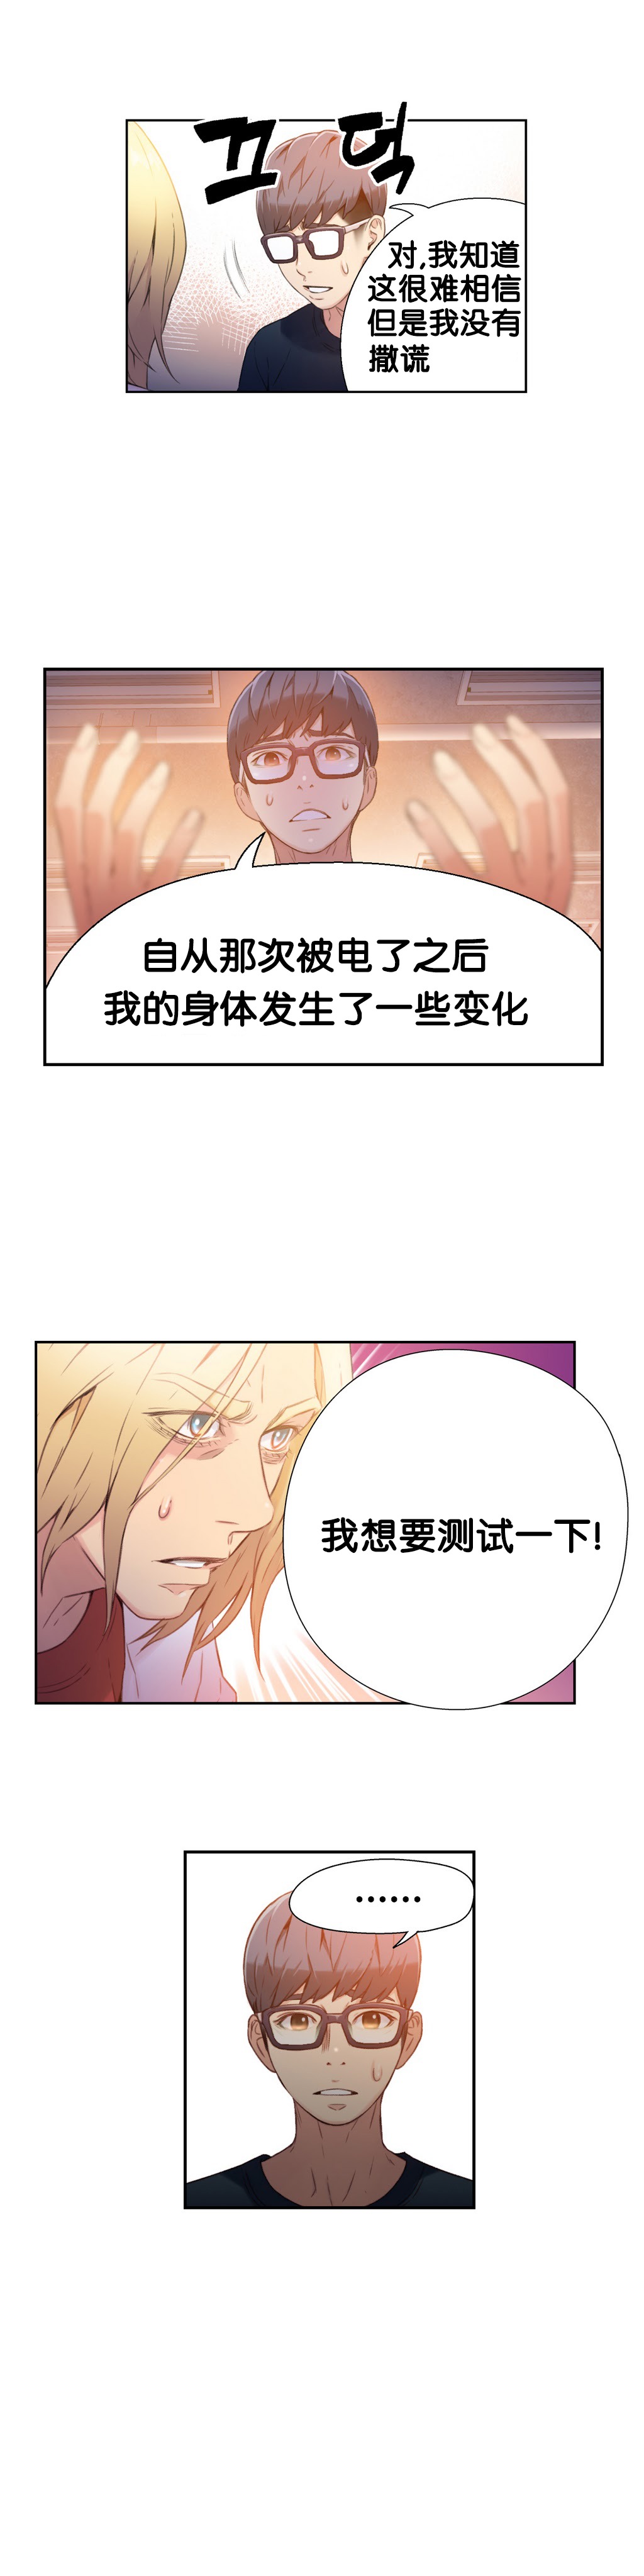 끄덕
对,我知道
这很难相信
但是我没有
撒谎
自从那次被电了之后
我的身体发生了一些变化
我想要测试一下!
……